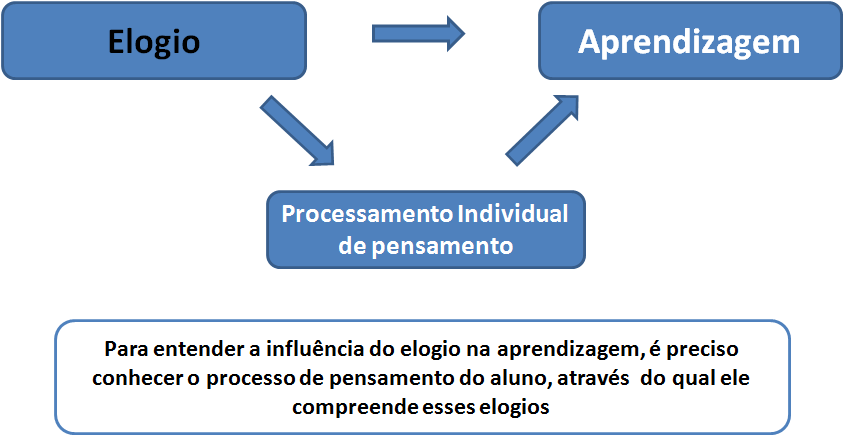 Elogio
Aprendizagem
Processamento Individual
de pensamento
Para entender a influência do elogio na aprendizagem, é preciso
conhecer o processo de pensamento do aluno, através do qual ele
compreende esses elogios